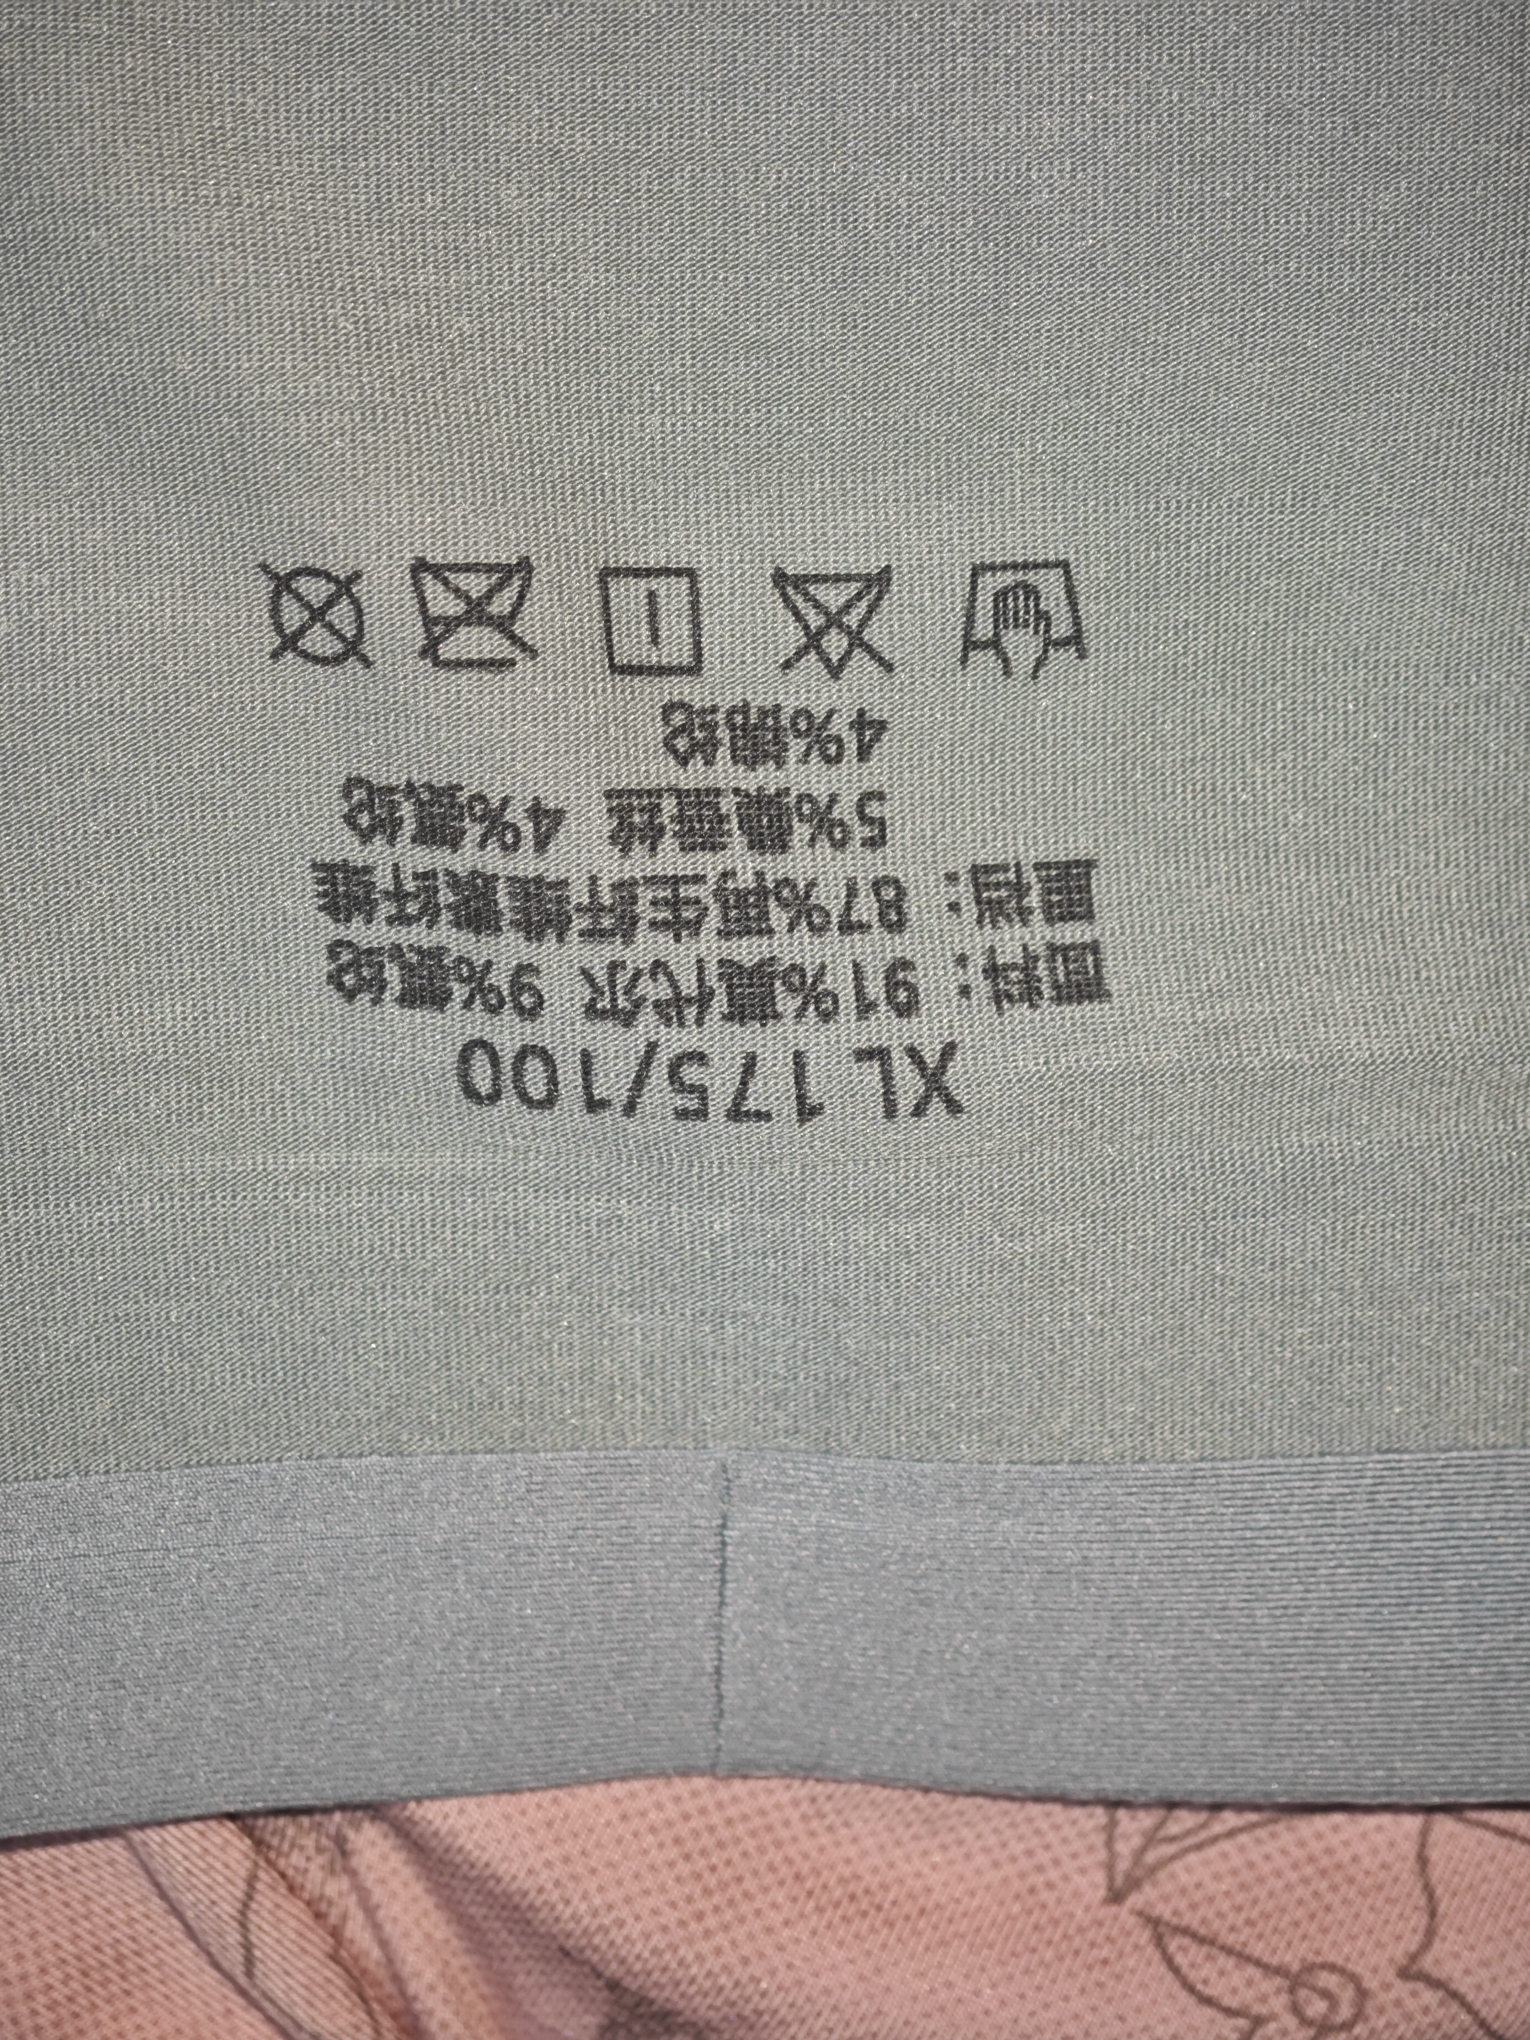 XL 175/100
面料：91%莫代尔 9%氨纶
里裆：87%再生纤维素纤维
5%桑蚕丝 4%氨纶
4%锦纶